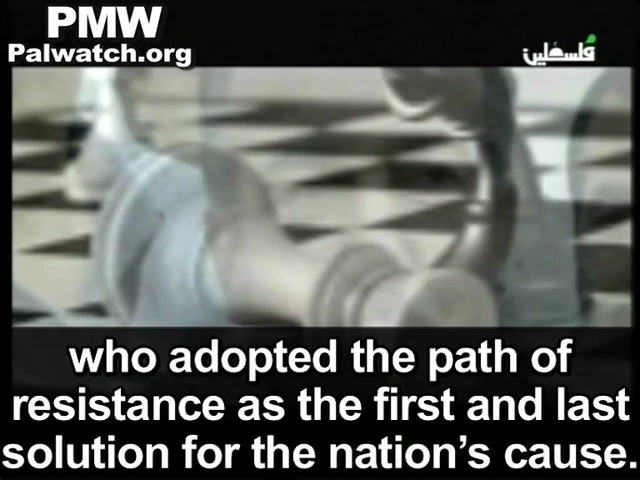 PMW
Palwatch.org
فلسطين
who adopted the path of
resistance as the first and last
solution for the nation's cause.